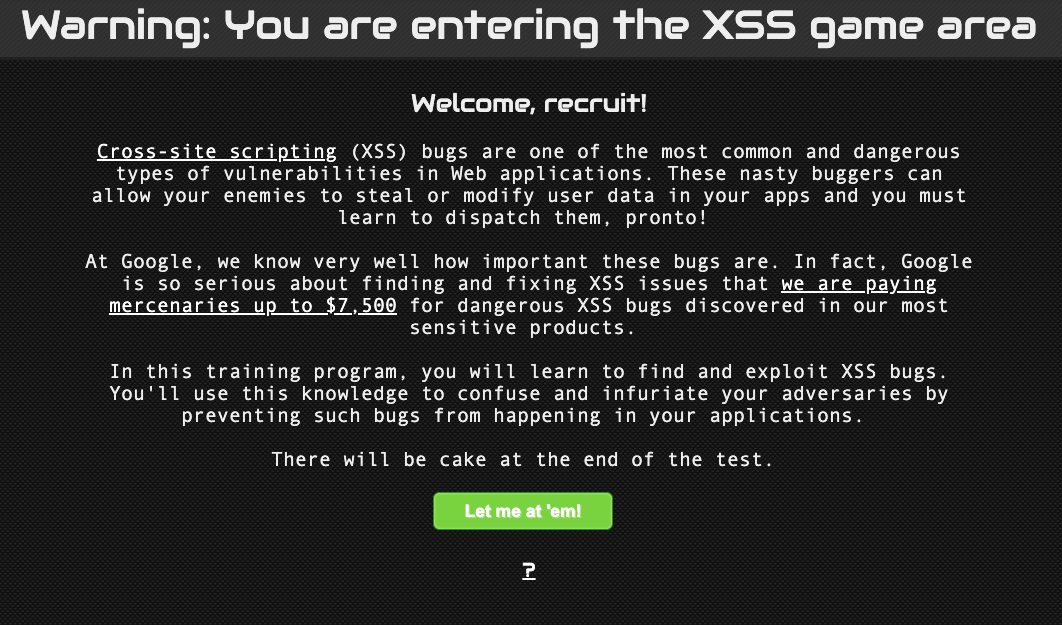 Warning: You are entering the XSS game area
Welcome, recruit!
Cross-site scripting (XSS) bugs are one of the most common and dangerous
types of vulnerabilities in Web applications. These nasty buggers can
allow your enemies to steal or modify user data in your apps and you must
learn to dispatch them, pronto!
At Google, we know very well how important these bugs are. In fact, Google
is so serious about finding and fixing XSS issues that we are paying
mercenaries up to $7,500 for dangerous XSS bugs discovered in our most
sensitive products.
In this training program, you will learn to find and exploit XSS bugs.
You'll use this knowledge to confuse and infuriate your adversaries by
preventing such bugs from happening in your applications.
There will be cake at the end of the test.
Let me at 'em!
?